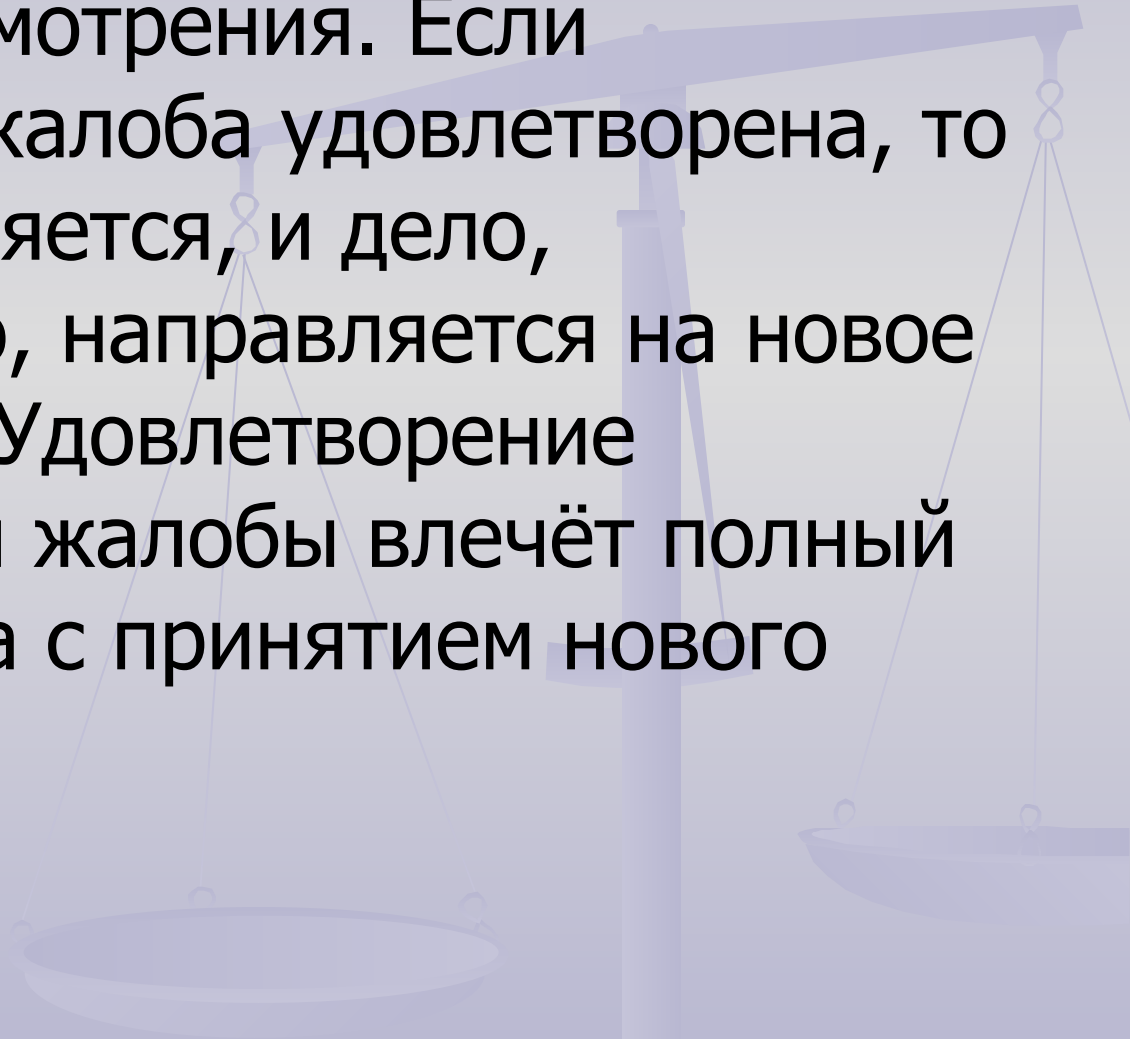 мотрения. Если
жалоба удовлетворена, то
яется, и дело,
о, направляется на новое
Удовлетворение
жалобы влечёт полный
а с принятием нового